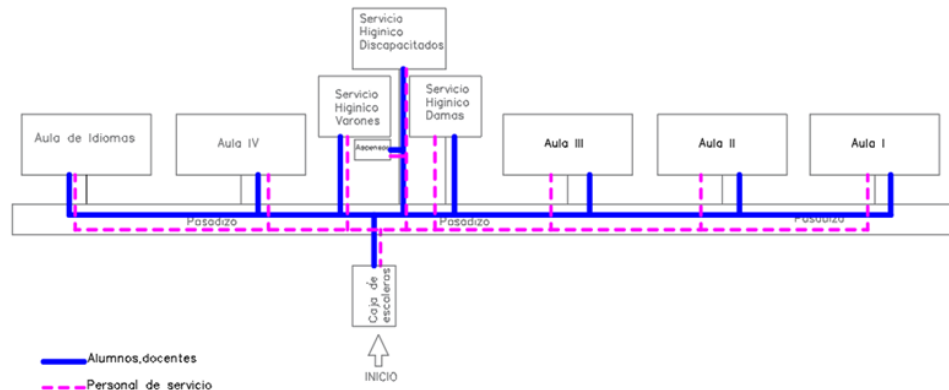 Servicio
Higinico
Discapacitados
Servicio
Higinico
Varones
Servicio
Higinico
Damas
Ascensor
Aula de Idiomas
Aula IV
Aula III
Aula II
Aula I
Pasadizo
Pasadizo
Pasadizo
Caja de
escaleras
INICIO
Alumnos,docentes
Personal de servicio